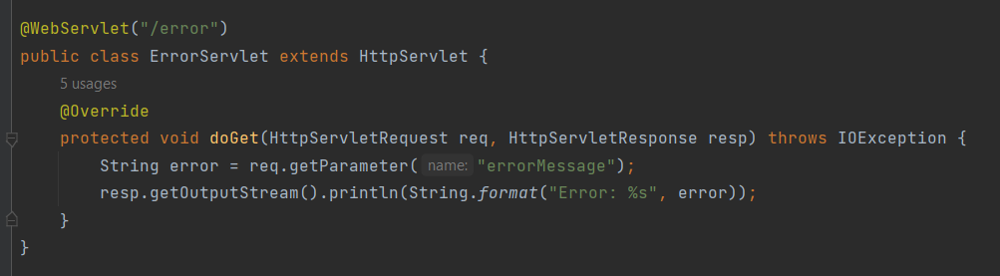 @WebServlet("/error")
public class ErrorServlet extends HttpServlet {
5 usages
@Override
protected void doGet(HttpServletRequest req, HttpServletResponse resp) throws IOException {
String error = req.getParameter( name: "errorMessage");
resp.getOutputStream().println(String.format("Error: %s", error));
}
}